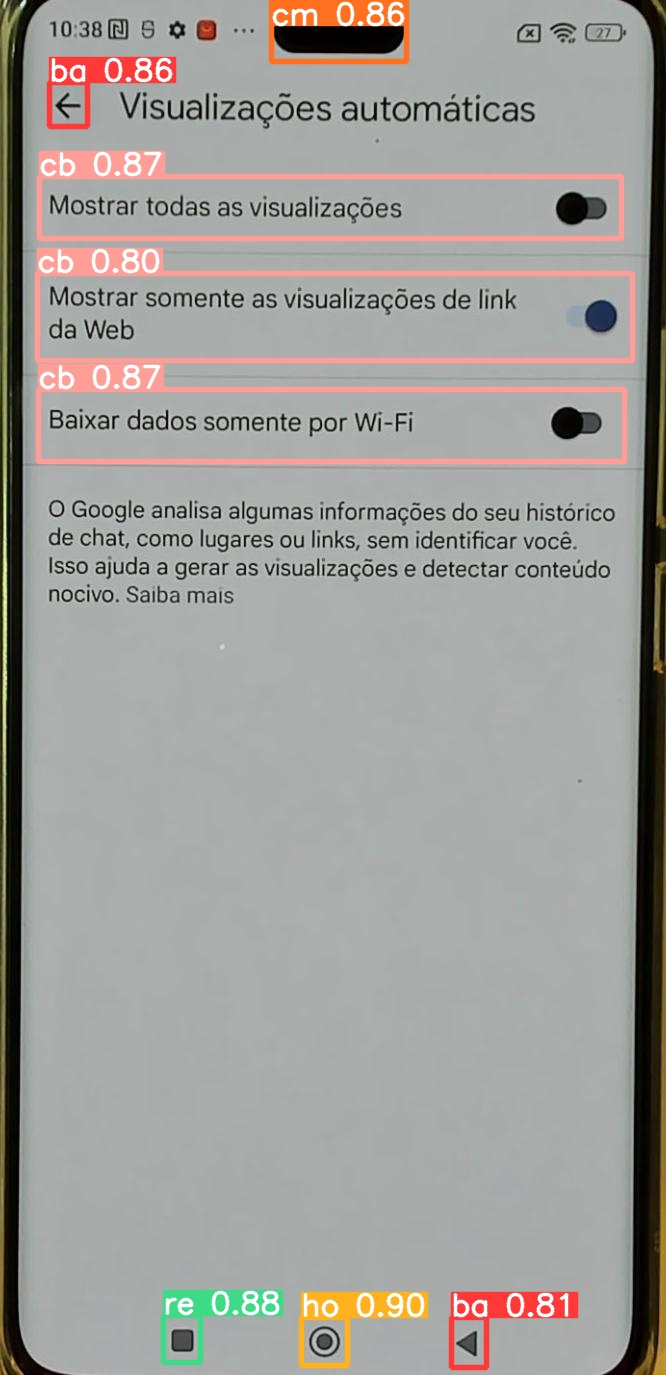 cm 0.86
10:38
27
ba 0.86
Visualizações automáticas
cb 0.87
Mostrar todas as visualizações
cb 0.80
Mostrar somente as visualizações de link
da Web
cb 0.87
Baixar dados somente por Wi-Fi
O Google analisa algumas informações do seu histórico
de chat, como lugares ou links, sem identificar você.
Isso ajuda a gerar as visualizações e detectar conteúdo
nocivo. Saiba mais
re 0.88
ho 0.90
ba 0.81